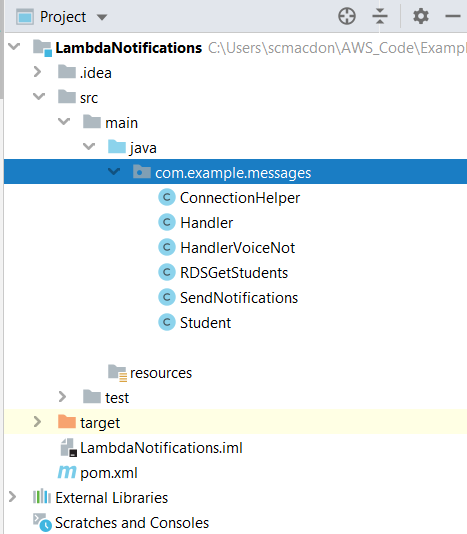 Project
LambdaNotifications C:\Users\scmacdon\AWS_Code\Exam
.idea
src
main
java
com.example.messages
ConnectionHelper
Handler
HandlerVoiceNot
RDSGetStudents
SendNotifications
Student
resources
test
target
LambdaNotifications.iml
pom.xml
External Libraries
Scratches and Consoles